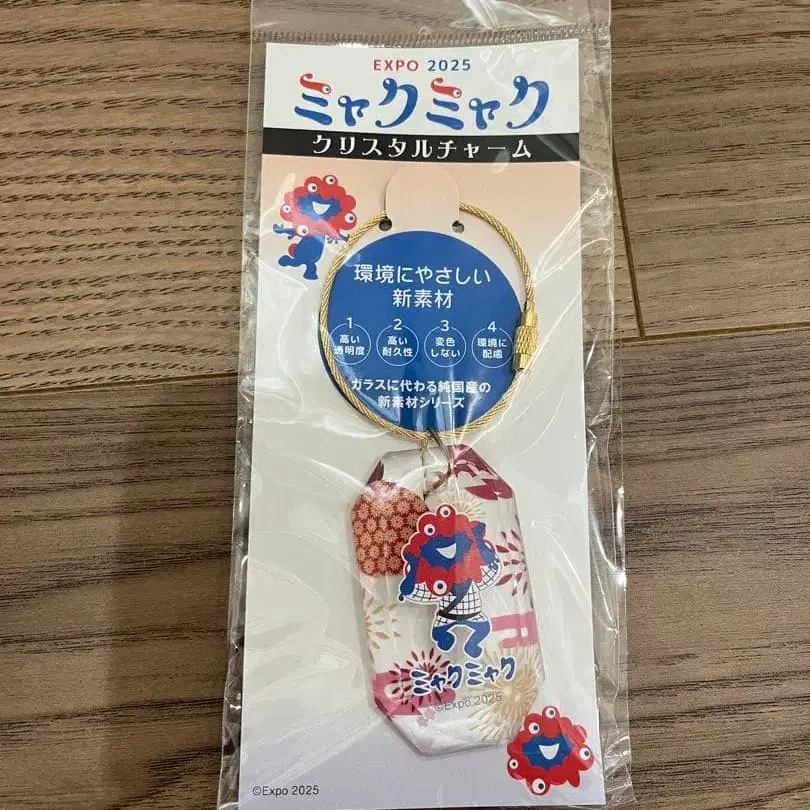 EXPO 2025
ミャクミャク
クリスタルチャーム
環境にやさしい
新素材
1
高い
透明度
2
高い
耐久性
3
変色
しない
4
環境に
配慮
ガラスに代わる純国産の
新素材シリーズ
ミャクミャク
©Expo 2025
©Expo 2025